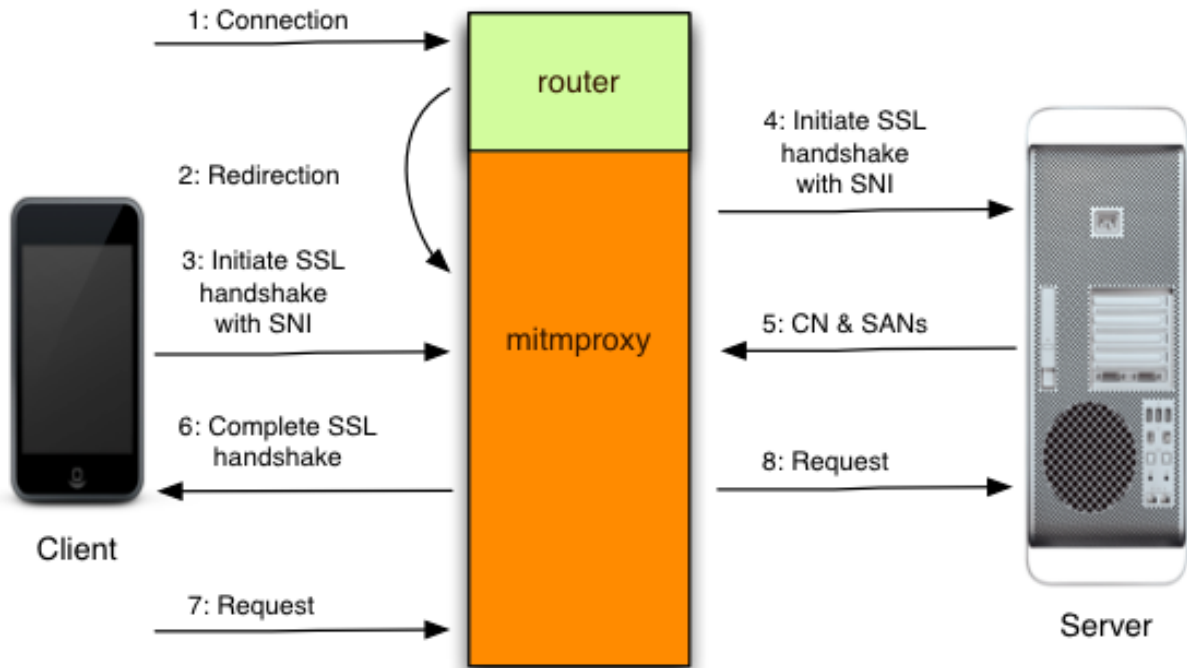 1: Connection
router
2: Redirection
3: Initiate SSL
handshake
with SNI
mitmproxy
4: Initiate SSL
handshake
with SNI
5: CN & SANs
6: Complete SSL
handshake
7: Request
8: Request
Client
Server